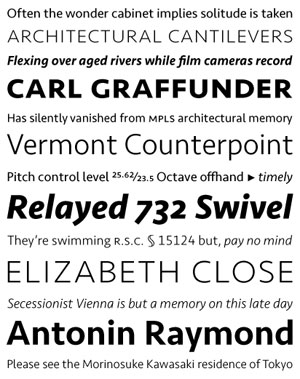 Often the wonder cabinet implies solitude is taken
ARCHITECTURAL CANTILEVERS
Flexing over aged rivers while film cameras record
CARL GRAFFUNDER
Has silently vanished from MPLS architectural memory
Vermont Counterpoint
Pitch control level 25.62/23.5 Octave offhand ► timely
Relayed 732 Swivel
They’re swimming R.S.C. § 15124 but, pay no mind
ELIZABETH CLOSE
Secessionist Vienna is but a memory on this late day
Antonin Raymond
Please see the Morinosuke Kawasaki residence of Tokyo